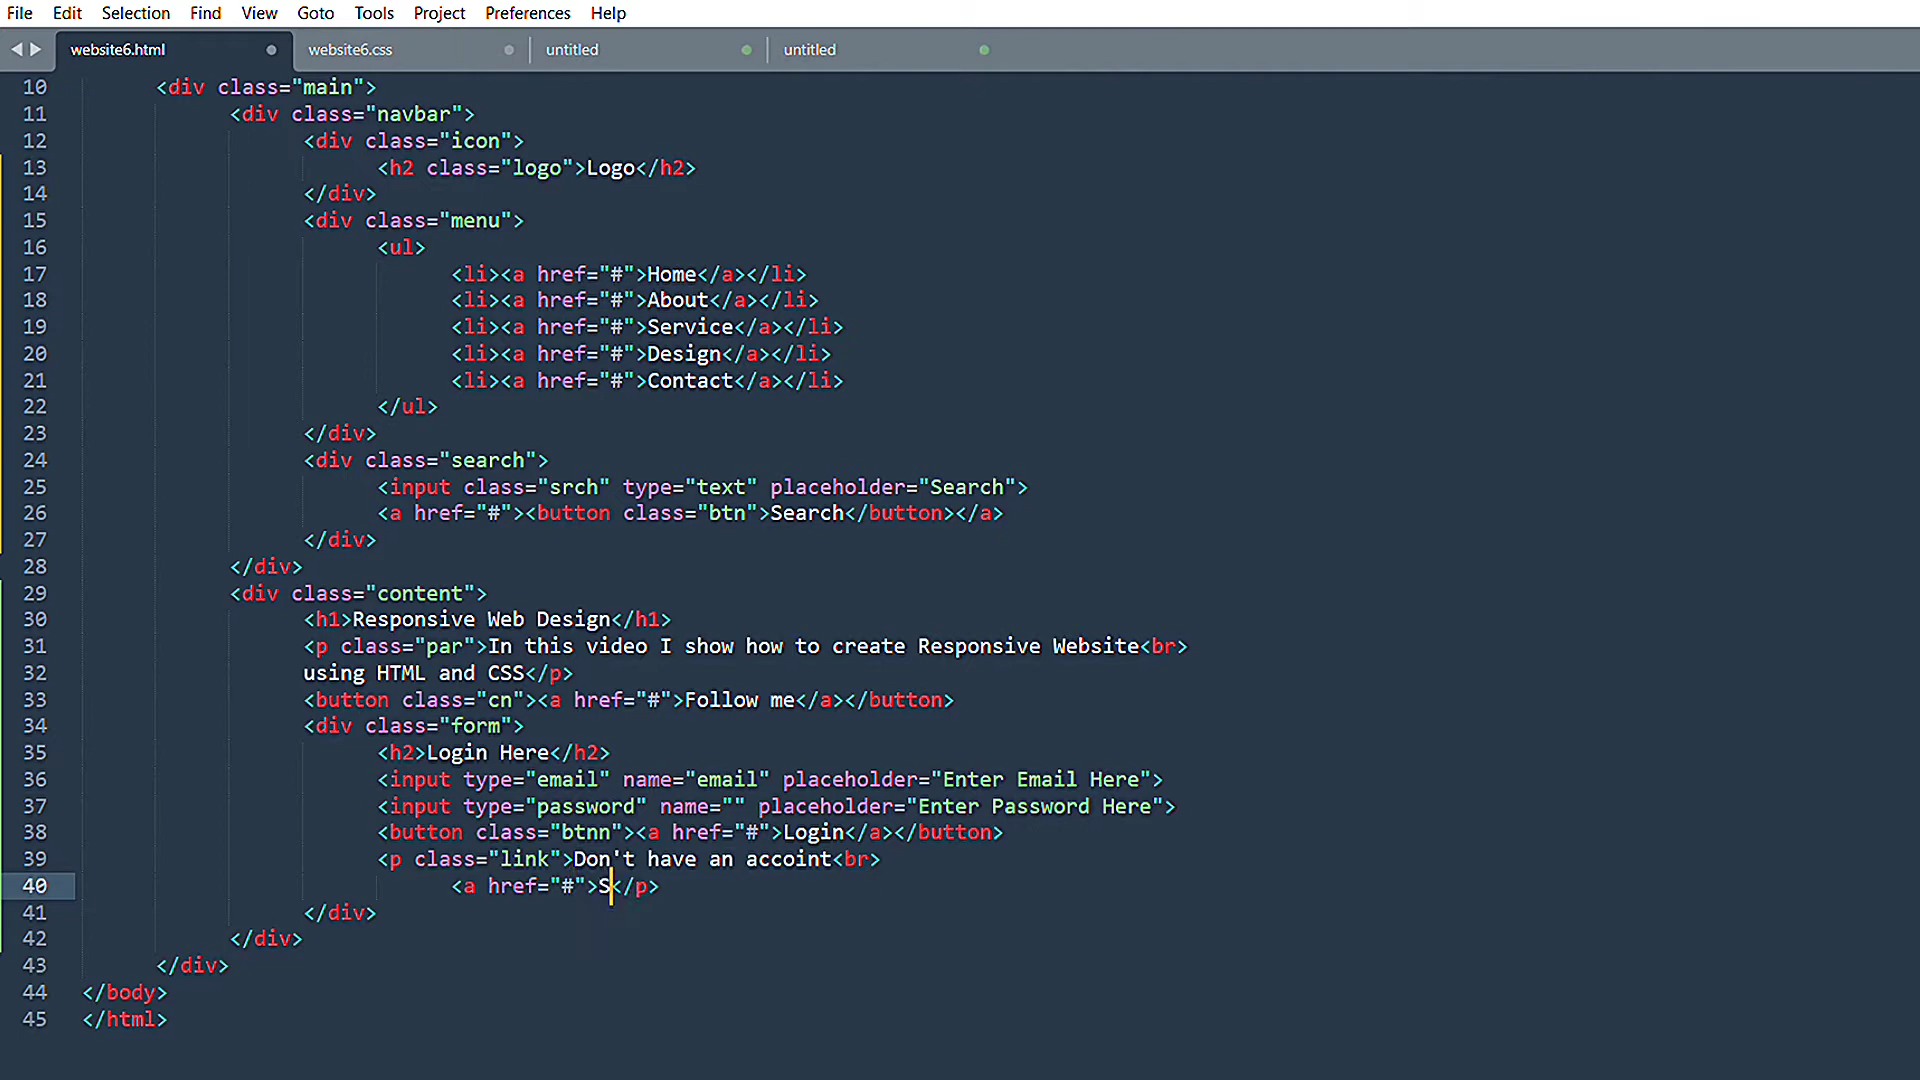 File Edit Selection Find View Goto Tools Project Preferences Help
website6.html website6.css untitled untitled
10 <div class="main">
11 <div class="navbar">
12 <div class="icon">
13 <h2 class="logo">Logo</h2>
14 </div>
15 <div class="menu">
16 <ul>
17 <li><a href="#">Home</a></li>
18 <li><a href="#">About</a></li>
19 <li><a href="#">Service</a></li>
20 <li><a href="#">Design</a></li>
21 <li><a href="#">Contact</a></li>
22 </ul>
23 </div>
24 <div class="search">
25 <input class="srch" type="text" placeholder="Search">
26 <a href="#"><button class="btn">Search</button></a>
27 </div>
28 </div>
29 <div class="content">
30 <h1>Responsive Web Design</h1>
31 <p class="par">In this video I show how to create Responsive Website<br>
32 using HTML and CSS</p>
33 <button class="cn"><a href="#">Follow me</a></button>
34 <div class="form">
35 <h2>Login Here</h2>
36 <input type="email" name="email" placeholder="Enter Email Here">
37 <input type="password" name="" placeholder="Enter Password Here">
38 <button class="btnn"><a href="#">Login</a></button>
39 <p class="link">Don't have an accoint<br>
40 <a href="#">S</p>
41 </div>
42 </div>
43 </div>
44 </body>
45 </html>